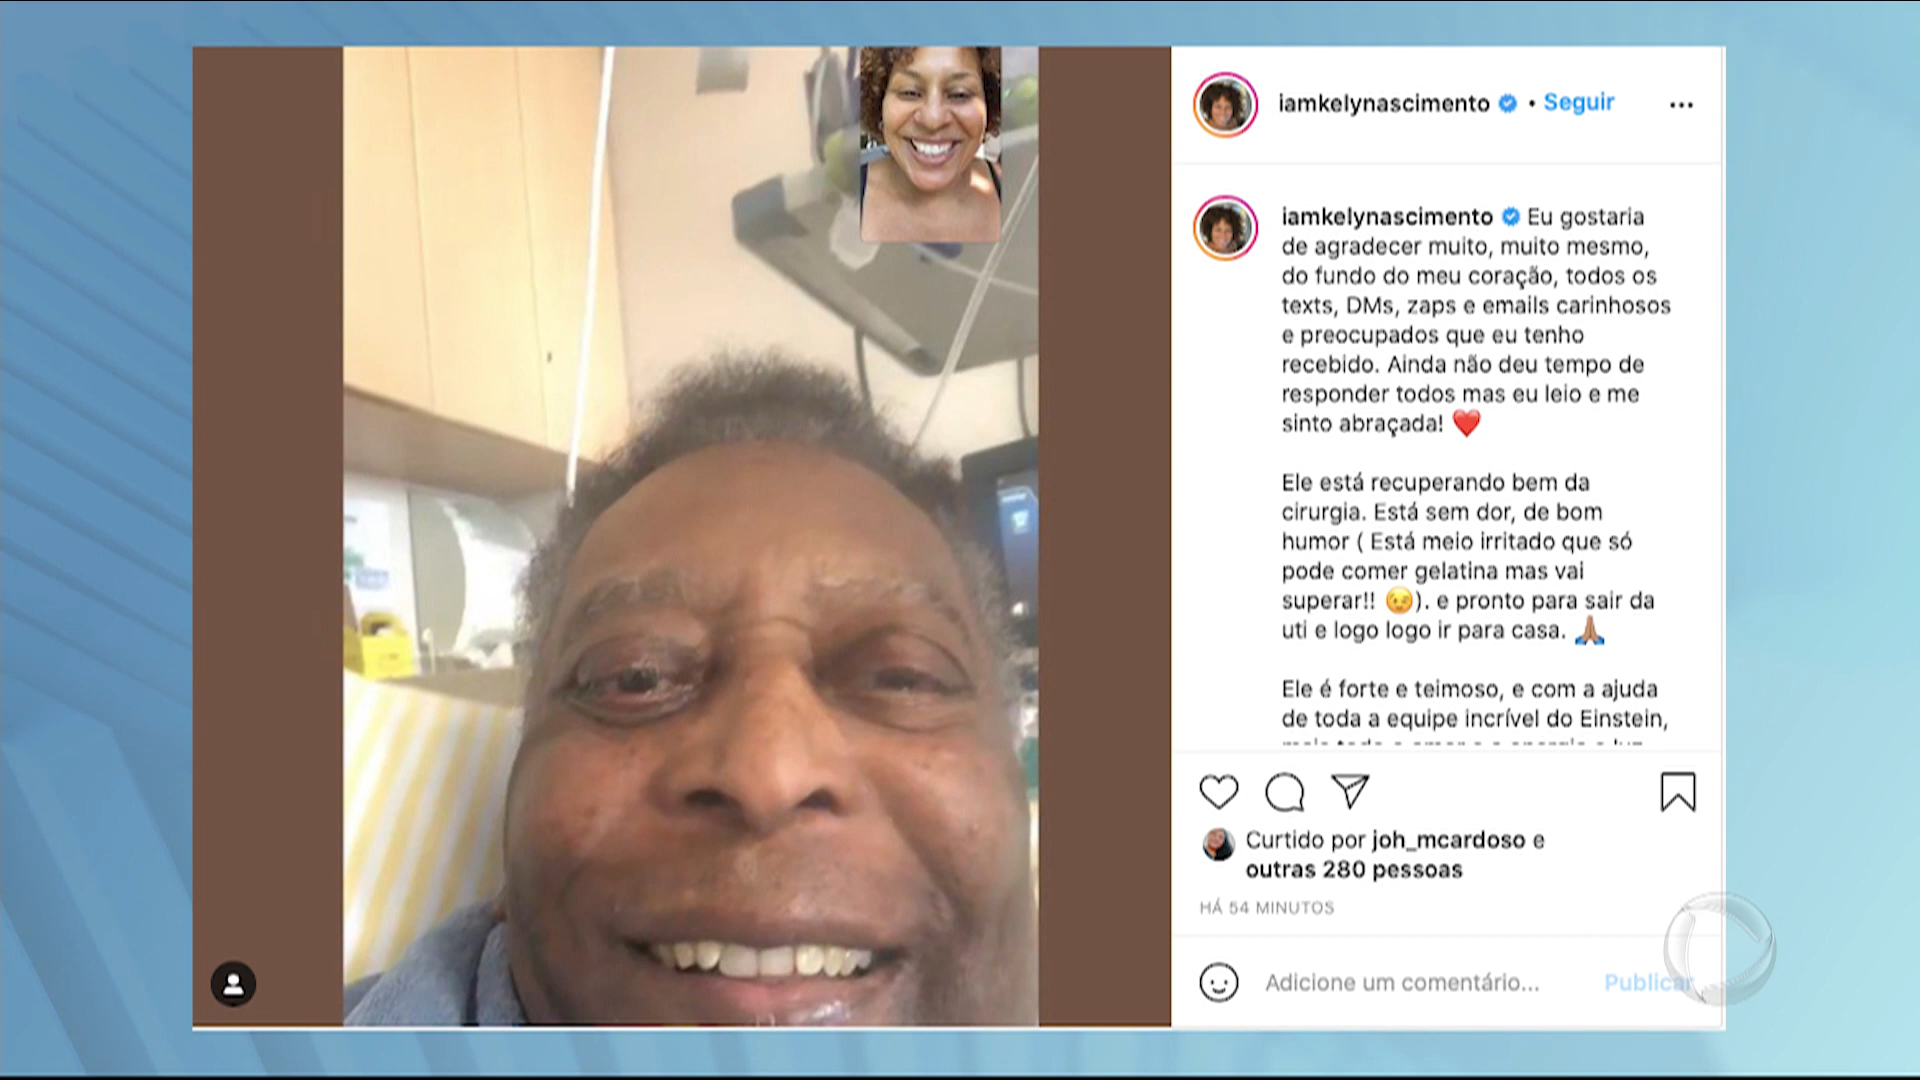 iamkelynascimento • Seguir
iamkelynascimento Eu gostaria
de agradecer muito, muito mesmo,
do fundo do meu coração, todos os
texts, DMs, zaps e emails carinhosos
e preocupados que eu tenho
recebido. Ainda não deu tempo de
responder todos mas eu leio e me
sinto abraçada! ❤️
Ele está recuperando bem da
cirurgia. Está sem dor, de bom
humor ( Está meio irritado que só
pode comer gelatina mas vai
superar!! 😉). e pronto para sair da
uti e logo logo ir para casa. 🙏🏽
Ele é forte e teimoso, e com a ajuda
de toda a equipe incrível do Einstein,
Curtido por joh_mcardoso e
outras 280 pessoas
HÁ 54 MINUTOS
Adicione um comentário... Publicar